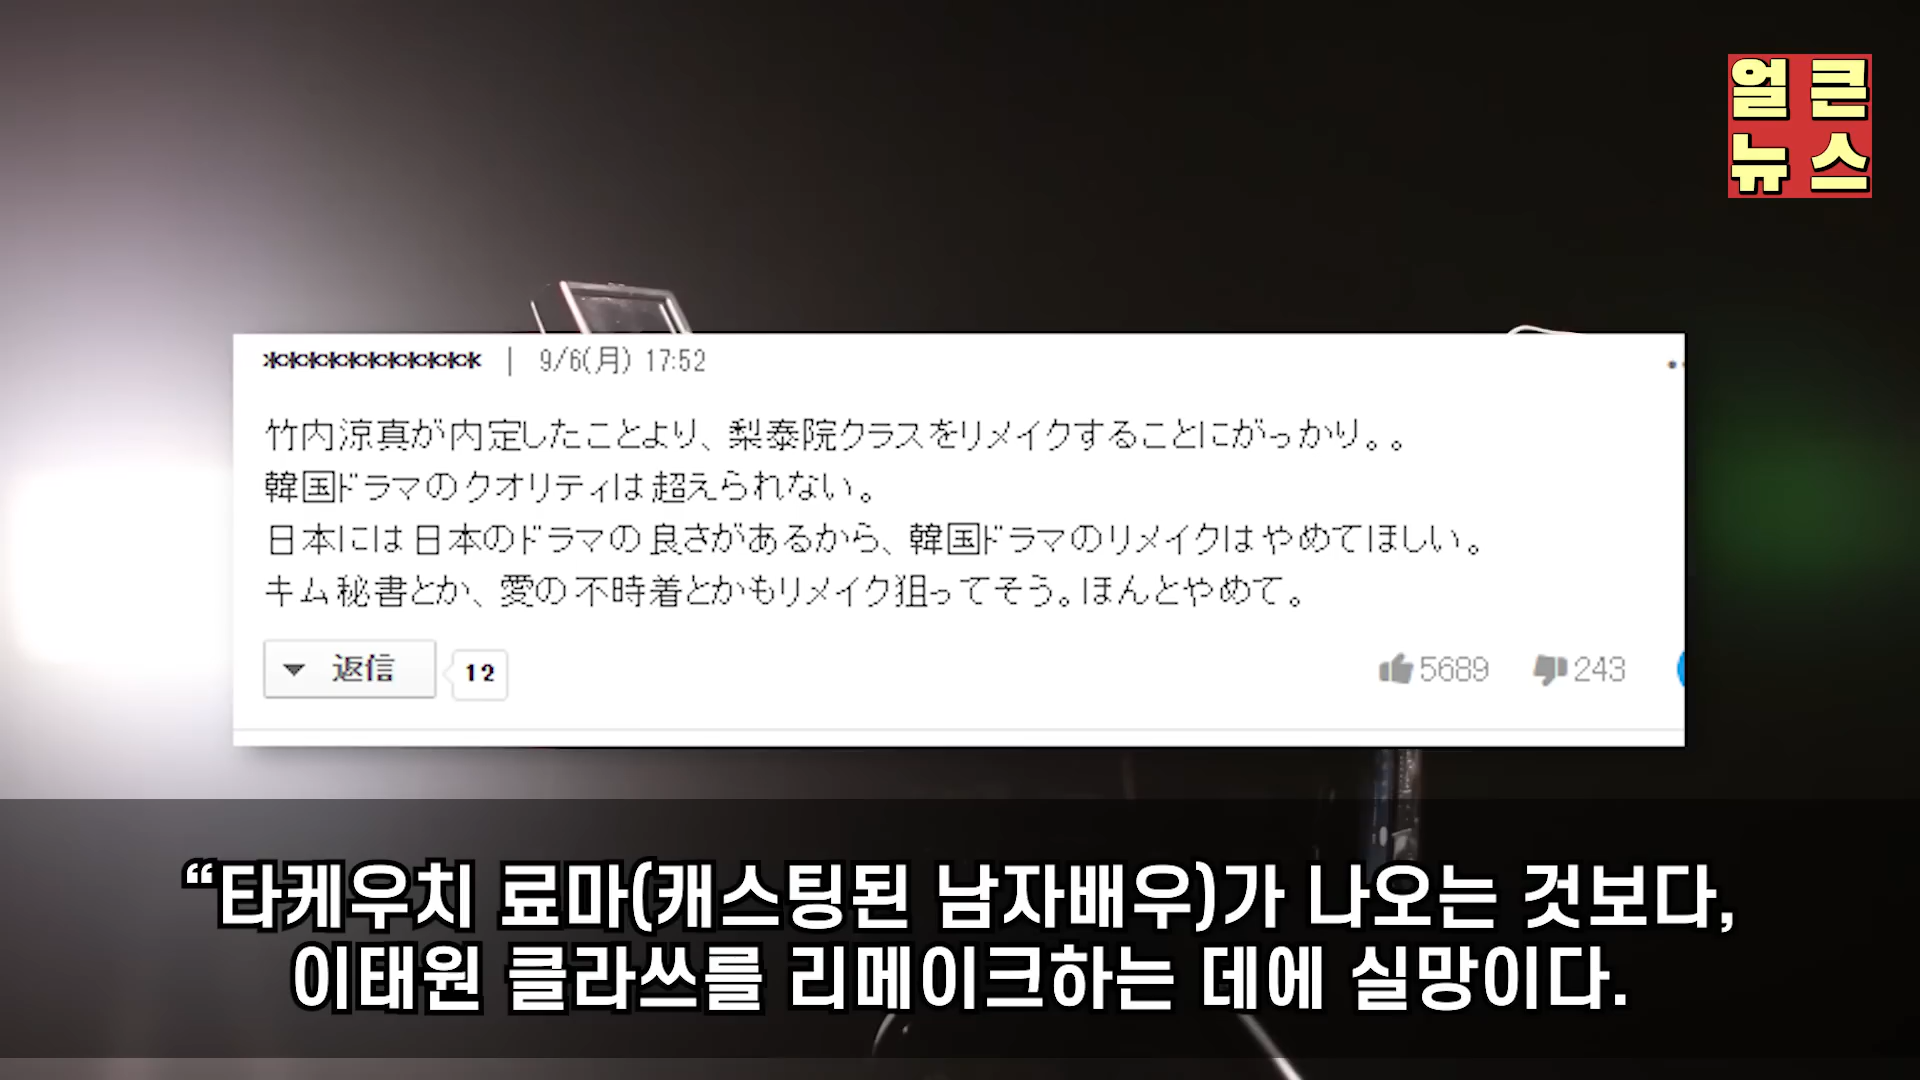 얼큰
뉴스
************ | 9/6(月) 17:52
竹内涼真が内定したことより、梨泰院クラスをリメイクすることにがっかり。。
韓国ドラマのクオリティは超えられない。
日本には日本のドラマの良さがあるから、韓国ドラマのリメイクはやめてほしい。
キム秘書とか、愛の不時着とかもリメイク狙ってそう。ほんとやめて。
返信 12 5689 243
“타케우치 료마(캐스팅된 남자배우)가 나오는 것보다,
이태원 클라쓰를 리메이크하는 데에 실망이다.